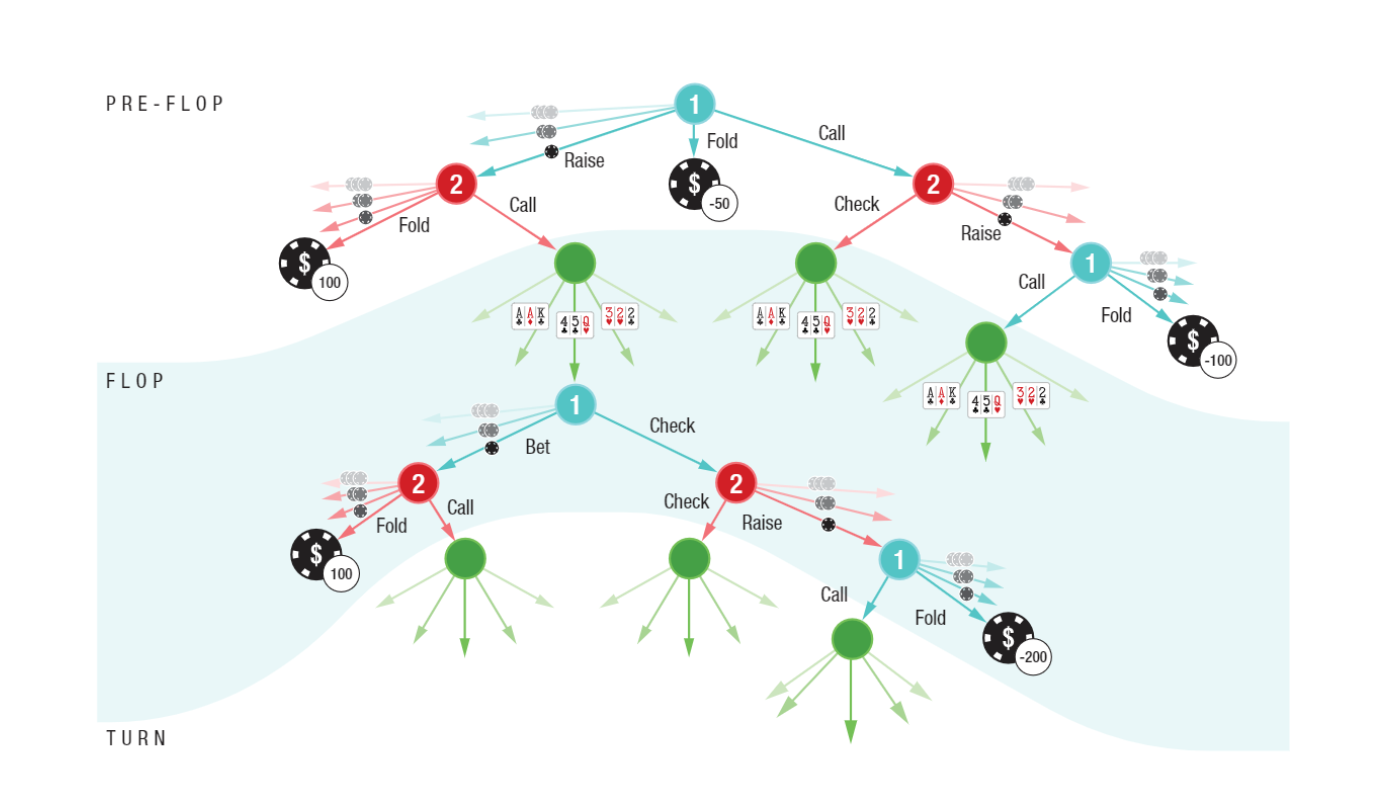 PRE-FLOP
1
Raise
Fold
Call
$
-50
2
Fold
Call
$
100
2
Check
Raise
1
Call
Fold
$
-100
A A K
4 5 Q
3 2 2
A A K
4 5 Q
3 2 2
A A K
4 5 Q
3 2 2
FLOP
1
Bet
Check
2
Fold
Call
$
100
2
Check
Raise
1
Call
Fold
$
-200
TURN